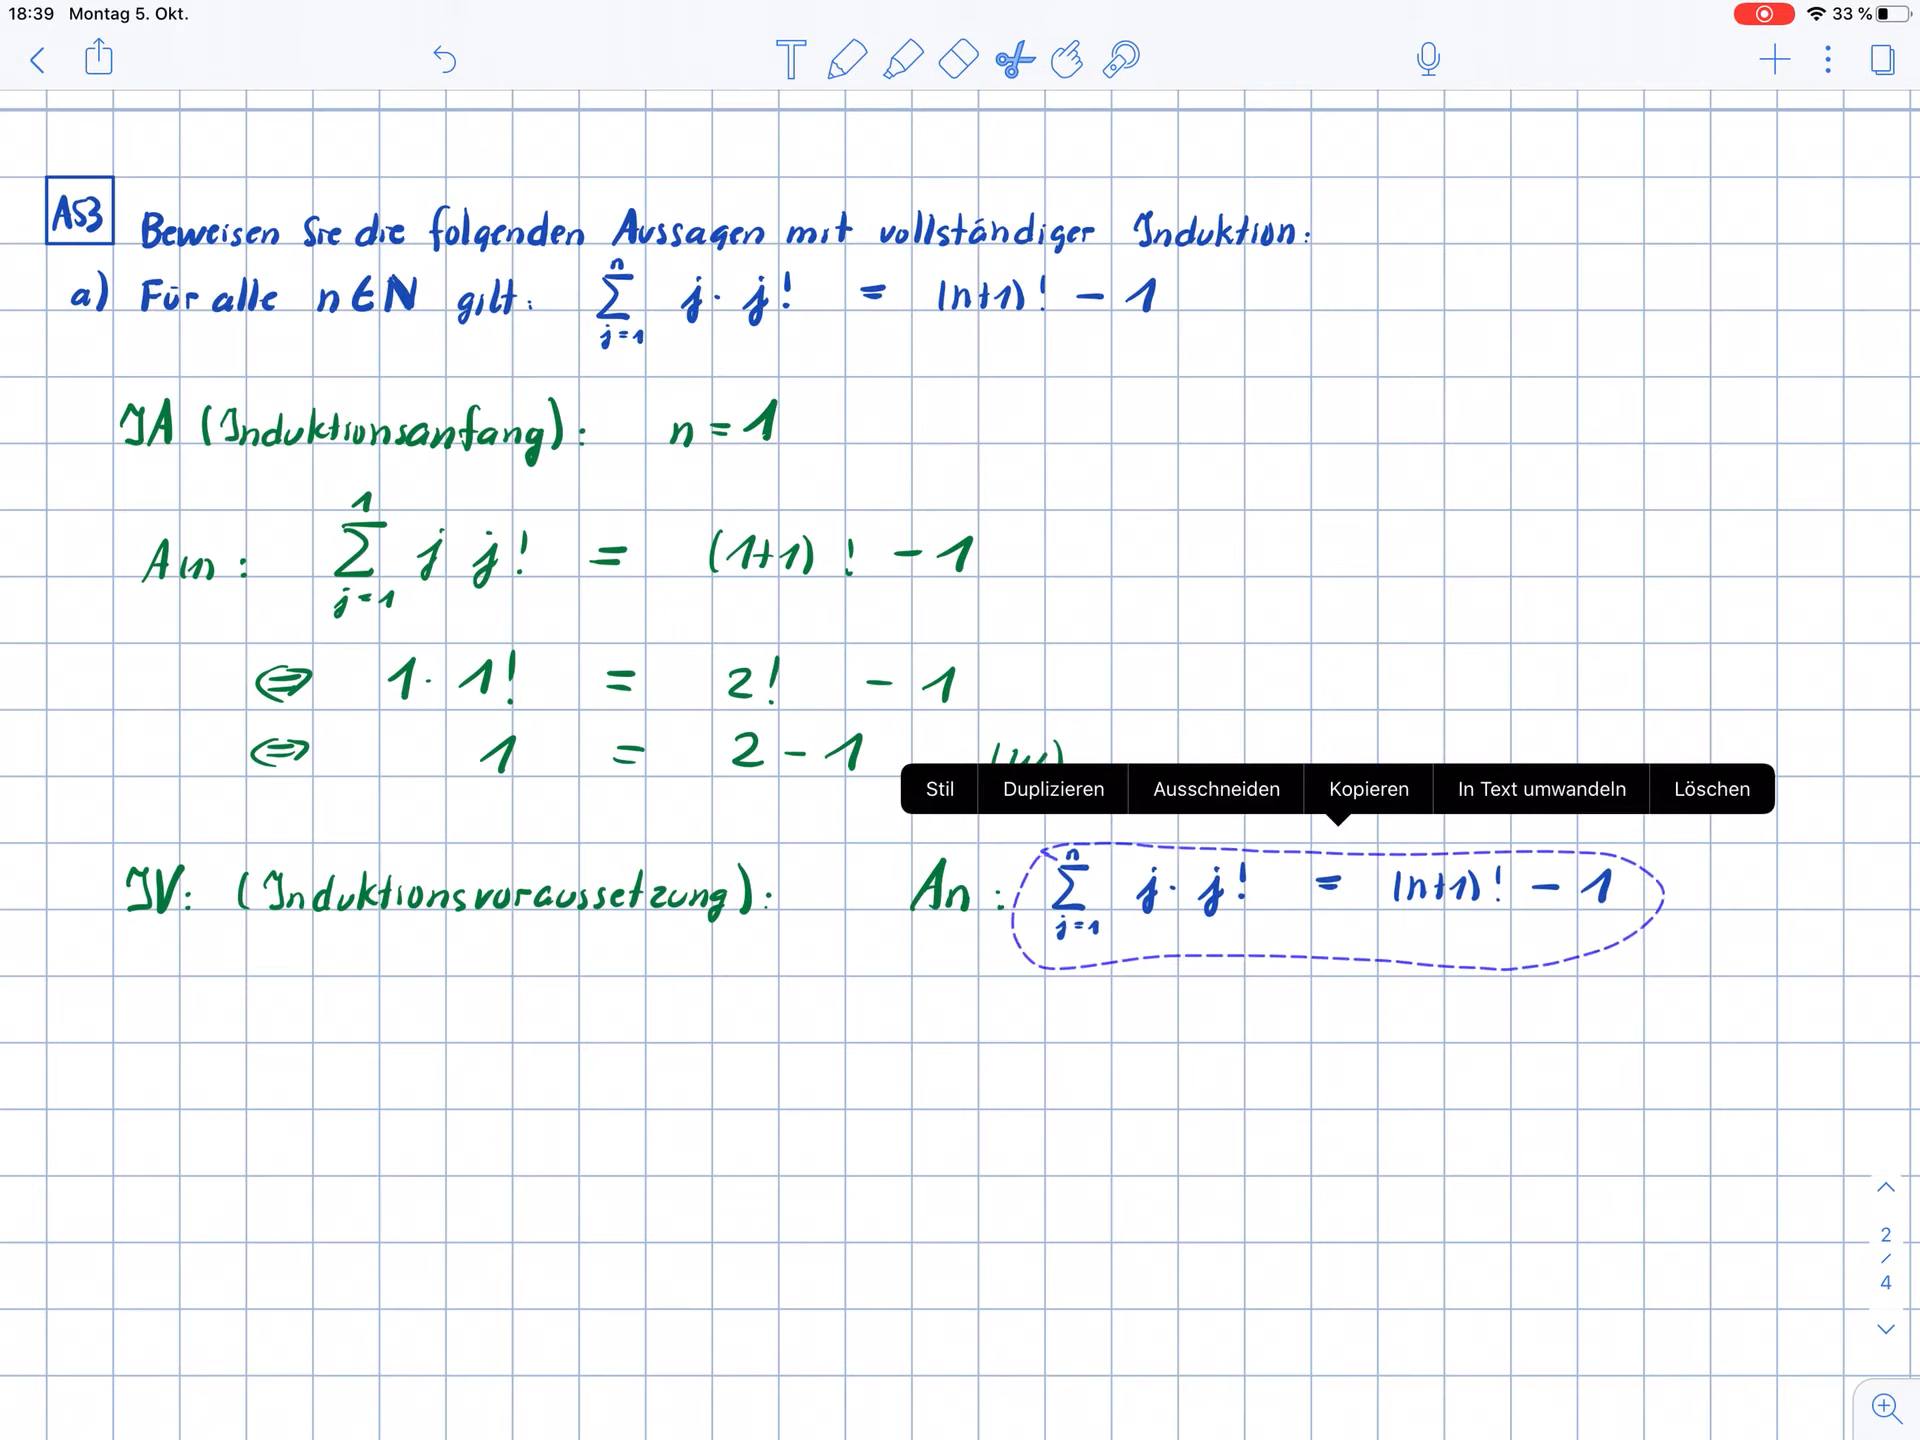 18:39 Montag 5. Okt. 33 %
A53 Beweisen Sie die folgenden Aussagen mit vollständiger Induktion:
a) Für alle n ∈ ℕ gilt: ∑_{j=1}^{n} j · j! = (n+1)! - 1
IA (Induktionsanfang): n = 1
A(1): ∑_{j=1}^{1} j j! = (1+1)! - 1
⇔ 1 · 1! = 2! - 1
⇔ 1 = 2 - 1 (w)
Stil Duplizieren Ausschneiden Kopieren In Text umwandeln Löschen
IV: (Induktionsvoraussetzung): An: ∑_{j=1}^{n} j · j! = (n+1)! - 1
2
/
4